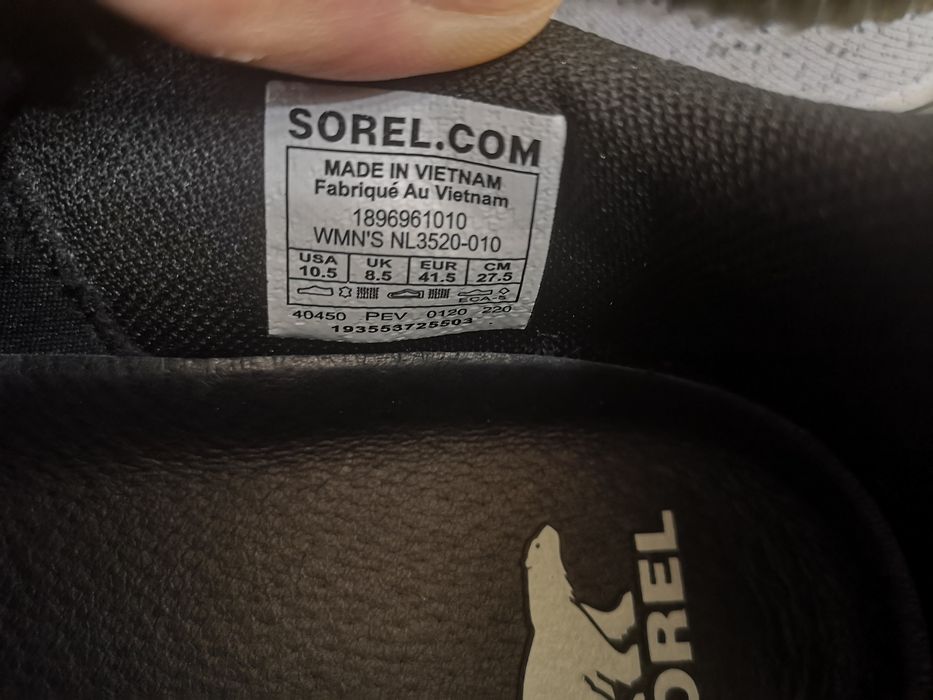 SOREL.COM
MADE IN VIETNAM
Fabriqué Au Vietnam
1896961010
WMN'S NL3520-010
USA UK EUR CM
10.5 8.5 41.5 27.5
ECA-S
40450 PEV 0120 220
193553725503
OREL